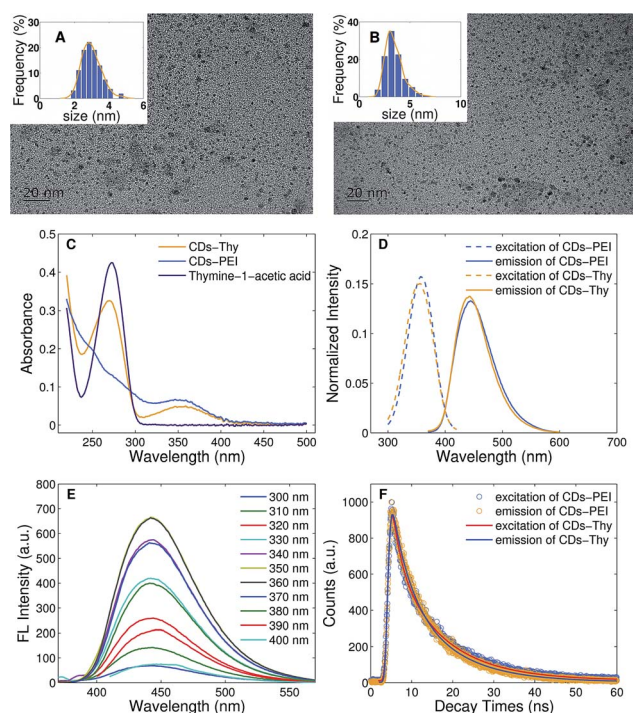 A
Frequency (%)
40
30
20
10
0
0 2 4 6
size (nm)
20 nm
B
Frequency (%)
40
30
20
10
0
0 5 10
size (nm)
20 nm
C
Absorbance
0.5
0.4
0.3
0.2
0.1
0
250 300 350 400 450 500
Wavelength (nm)
CDs-Thy
CDs-PEI
Thymine-1-acetic acid
D
Normalized Intensity
0.2
0.15
0.1
0.05
0
300 400 500 600 700
Wavelength (nm)
excitation of CDs-PEI
emission of CDs-PEI
excitation of CDs-Thy
emission of CDs-Thy
E
FL Intensity (a.u.)
800
700
600
500
400
300
200
100
0
400 450 500 550
Wavelength (nm)
300 nm
310 nm
320 nm
330 nm
340 nm
350 nm
360 nm
370 nm
380 nm
390 nm
400 nm
F
Counts (a.u.)
1000
800
600
400
200
0
0 10 20 30 40 50 60
Decay Times (ns)
excitation of CDs-PEI
emission of CDs-PEI
excitation of CDs-Thy
emission of CDs-Thy